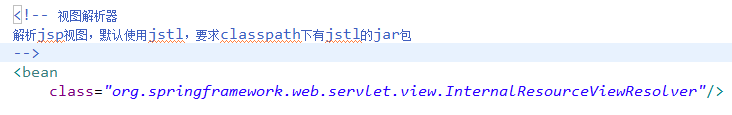 <!-- 视图解析器
解析jsp视图，默认使用jstl，要求classpath下有jstl的jar包
-->
<bean
class="org.springframework.web.servlet.view.InternalResourceViewResolver"/>